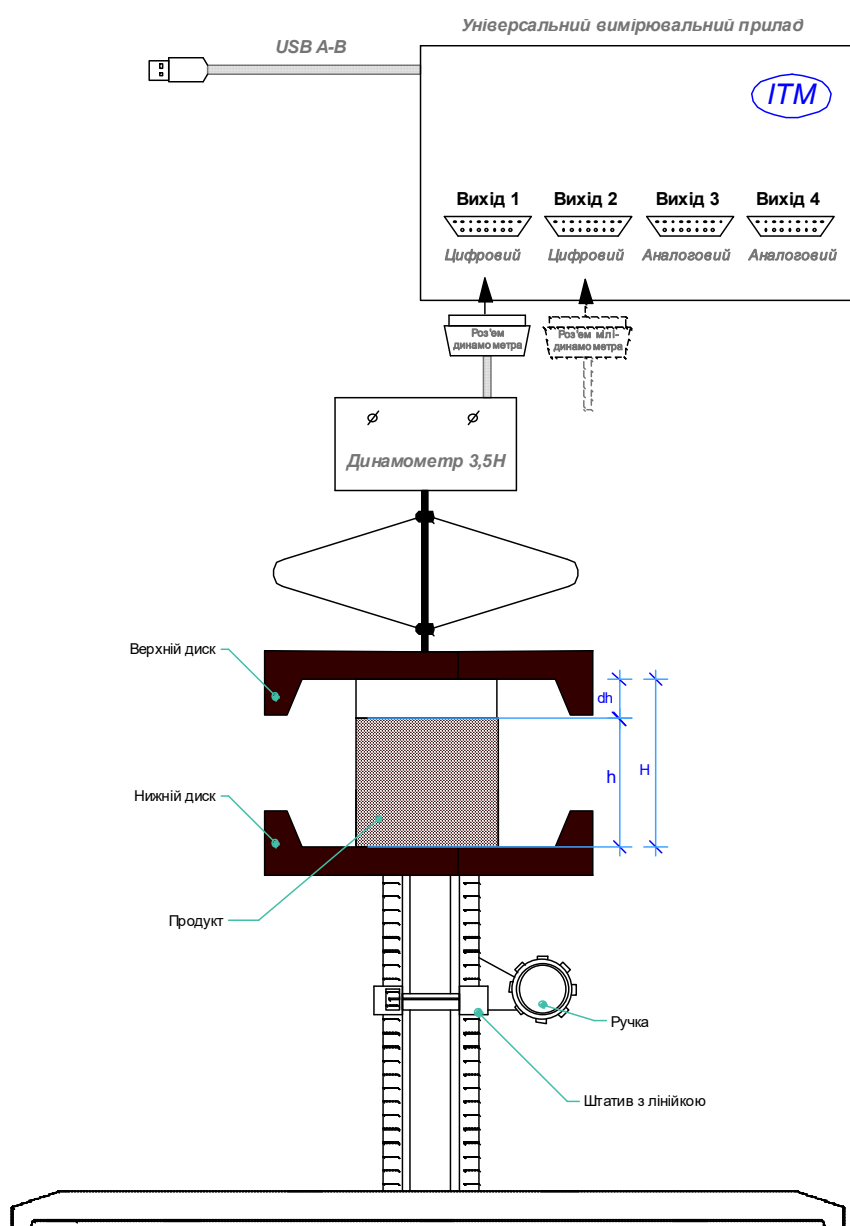 Універсальний вимірювальний прилад
USB A-B
ITM
Вихід 1 Вихід 2 Вихід 3 Вихід 4
Цифровий Цифровий Аналоговий Аналоговий
Роз'єм
динамометра
Роз'єм мілі-
динамометра
Динамометр 3,5Н
Верхній диск
dh
h
H
Нижній диск
Продукт
Ручка
Штатив з лінійкою